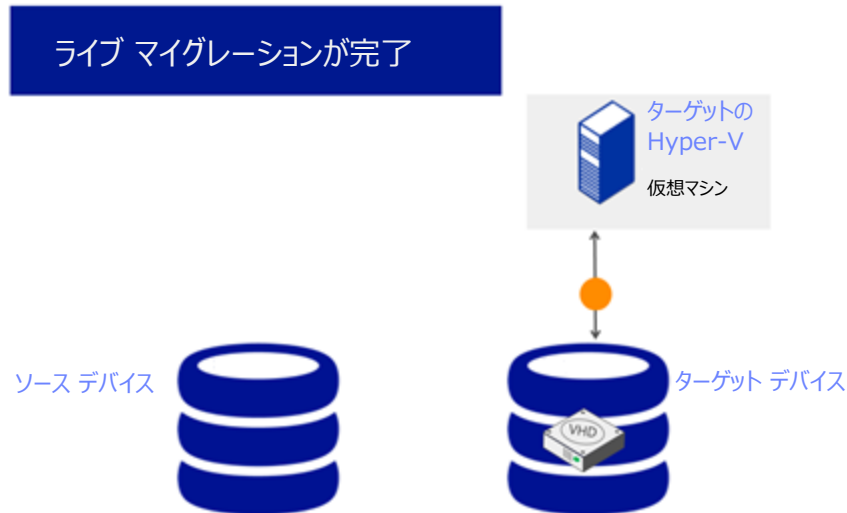 ライブ マイグレーションが完了
ターゲットの
Hyper-V
仮想マシン
ソース デバイス
ターゲット デバイス
VHD